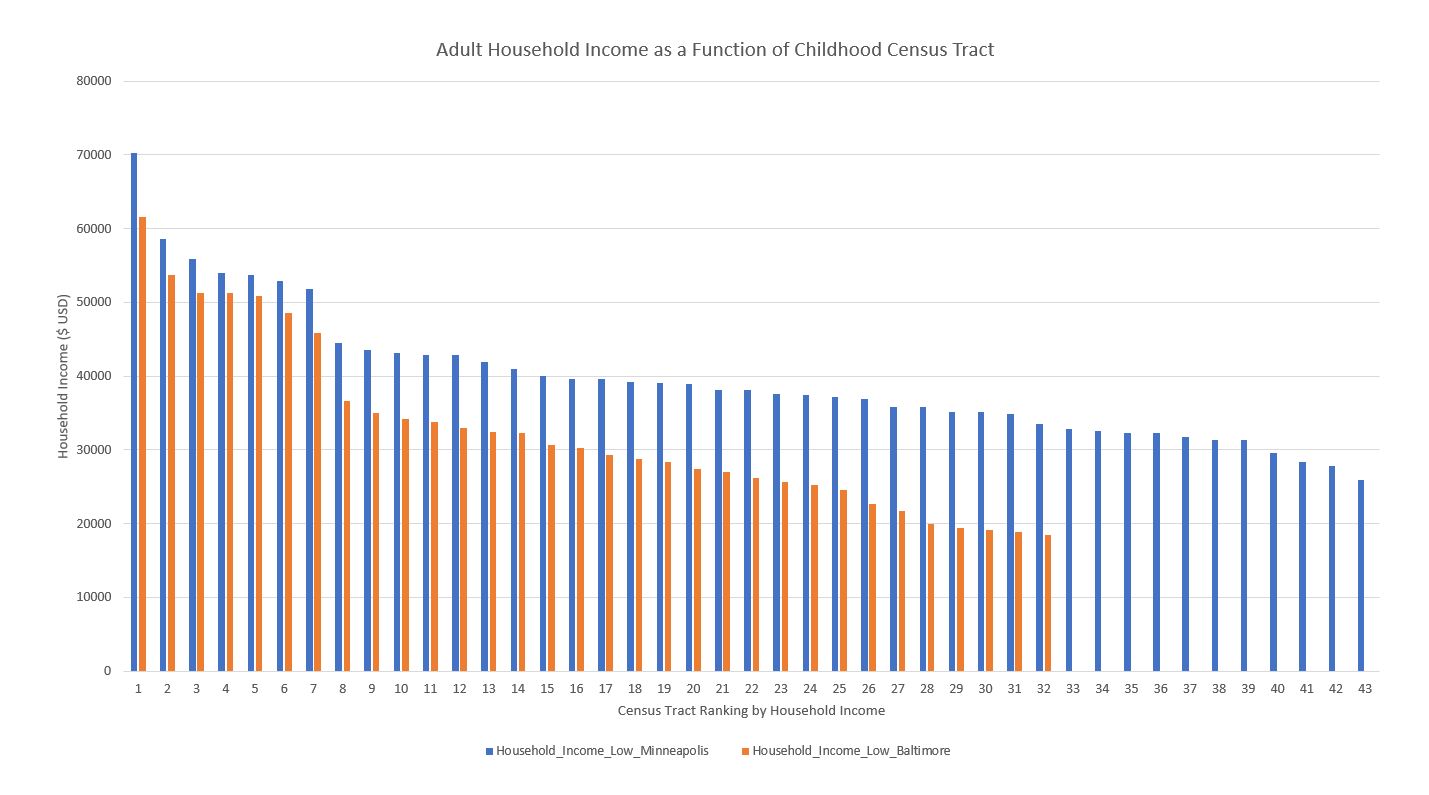 Adult Household Income as a Function of Childhood Census Tract
80000
70000
60000
50000
40000
30000
20000
10000
0
Household Income ($ USD)
1 2 3 4 5 6 7 8 9 10 11 12 13 14 15 16 17 18 19 20 21 22 23 24 25 26 27 28 29 30 31 32 33 34 35 36 37 38 39 40 41 42 43
Census Tract Ranking by Household Income
Household_Income_Low_Minneapolis Household_Income_Low_Baltimore